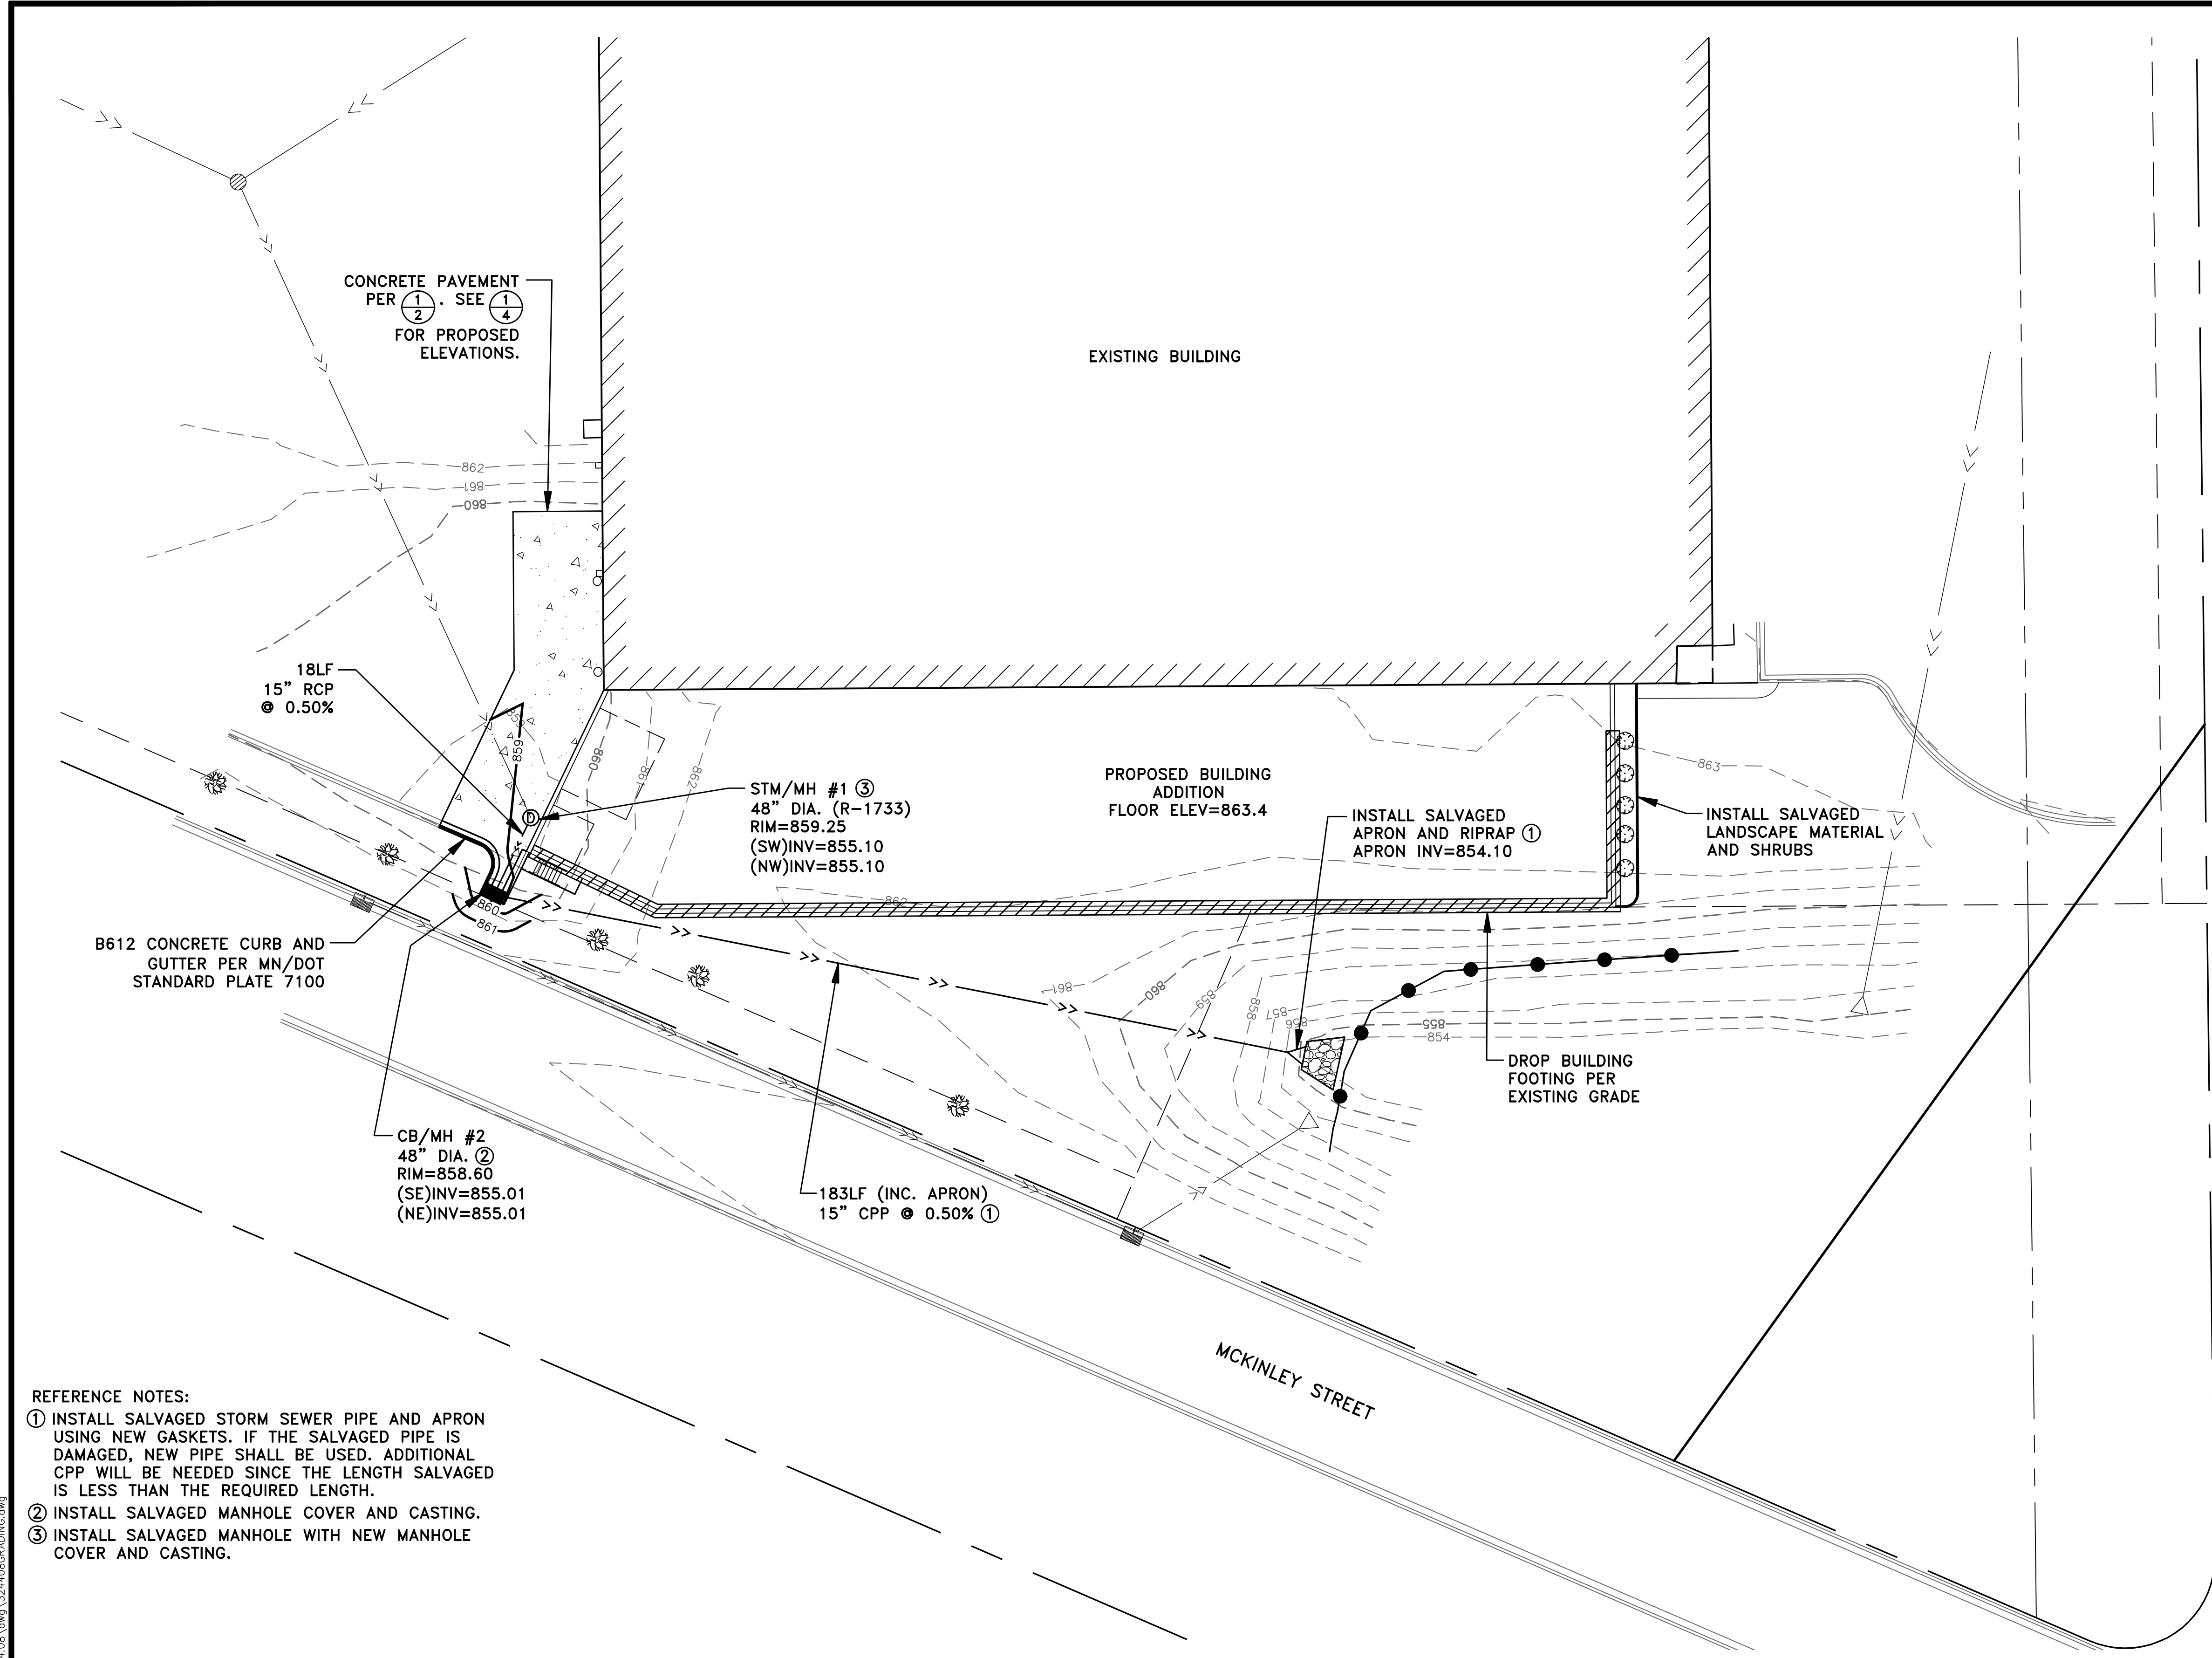 CONCRETE PAVEMENT
PER 1/2. SEE 1/4
FOR PROPOSED
ELEVATIONS.
EXISTING BUILDING
862
861
860
18LF
15" RCP
@ 0.50%
859
859
860
861
862
STM/MH #1 ③
48" DIA. (R-1733)
RIM=859.25
(SW)INV=855.10
(NW)INV=855.10
PROPOSED BUILDING
ADDITION
FLOOR ELEV=863.4
INSTALL SALVAGED
APRON AND RIPRAP ①
APRON INV=854.10
863
INSTALL SALVAGED
LANDSCAPE MATERIAL
AND SHRUBS
862
860
861
B612 CONCRETE CURB AND
GUTTER PER MN/DOT
STANDARD PLATE 7100
861
860
859
858
857
856
855
854
DROP BUILDING
FOOTING PER
EXISTING GRADE
CB/MH #2
48" DIA. ②
RIM=858.60
(SE)INV=855.01
(NE)INV=855.01
183LF (INC. APRON)
15" CPP @ 0.50% ①
MCKINLEY STREET
REFERENCE NOTES:
① INSTALL SALVAGED STORM SEWER PIPE AND APRON
USING NEW GASKETS. IF THE SALVAGED PIPE IS
DAMAGED, NEW PIPE SHALL BE USED. ADDITIONAL
CPP WILL BE NEEDED SINCE THE LENGTH SALVAGED
IS LESS THAN THE REQUIRED LENGTH.
② INSTALL SALVAGED MANHOLE COVER AND CASTING.
③ INSTALL SALVAGED MANHOLE WITH NEW MANHOLE
COVER AND CASTING.